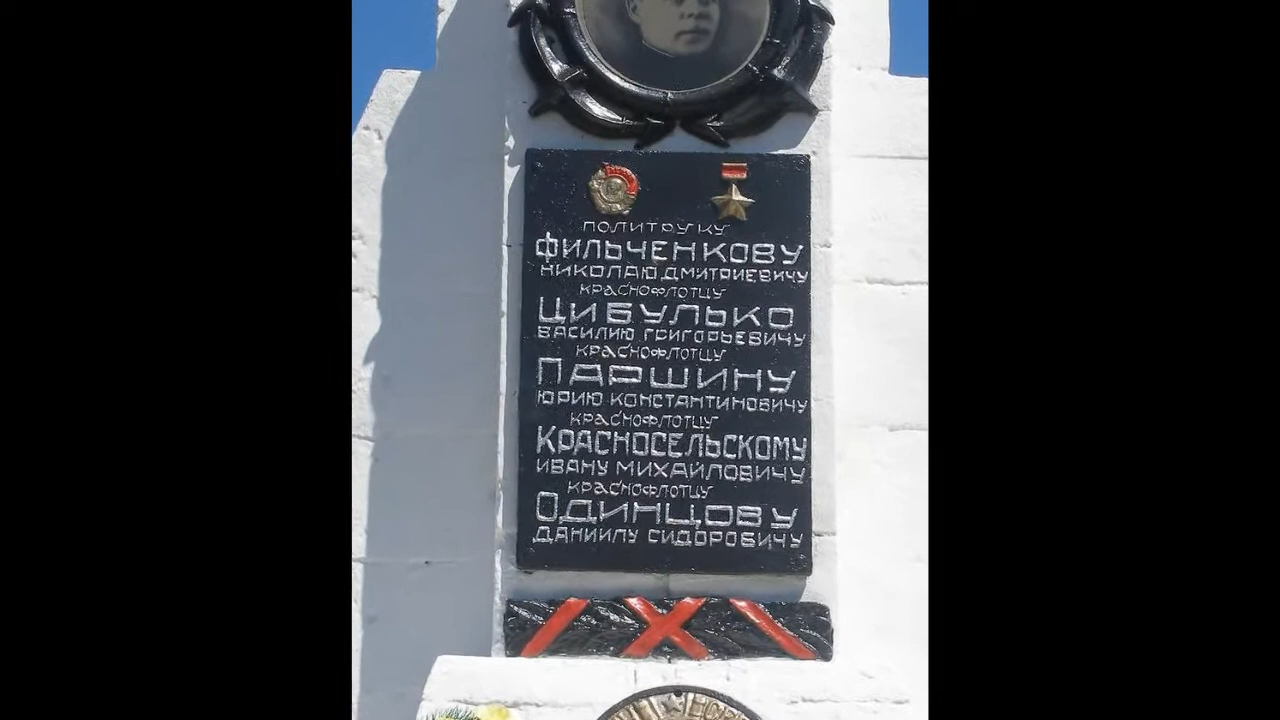 ПОЛИТРУКУ
ФИЛЬЧЕНКОВУ
НИКОЛАЮ ДМИТРИЕВИЧУ
КРАСНОФЛОТЦУ
ЦИБУЛЬКО
ВАСИЛИЮ ГРИГОРЬЕВИЧУ
КРАСНОФЛОТЦУ
ПАРШИНУ
ЮРИЮ КОНСТАНТИНОВИЧУ
КРАСНОФЛОТЦУ
КРАСНОСЕЛЬСКОМУ
ИВАНУ МИХАЙЛОВИЧУ
КРАСНОФЛОТЦУ
ОДИНЦОВУ
ДАНИИЛУ СИДОРОВИЧУ